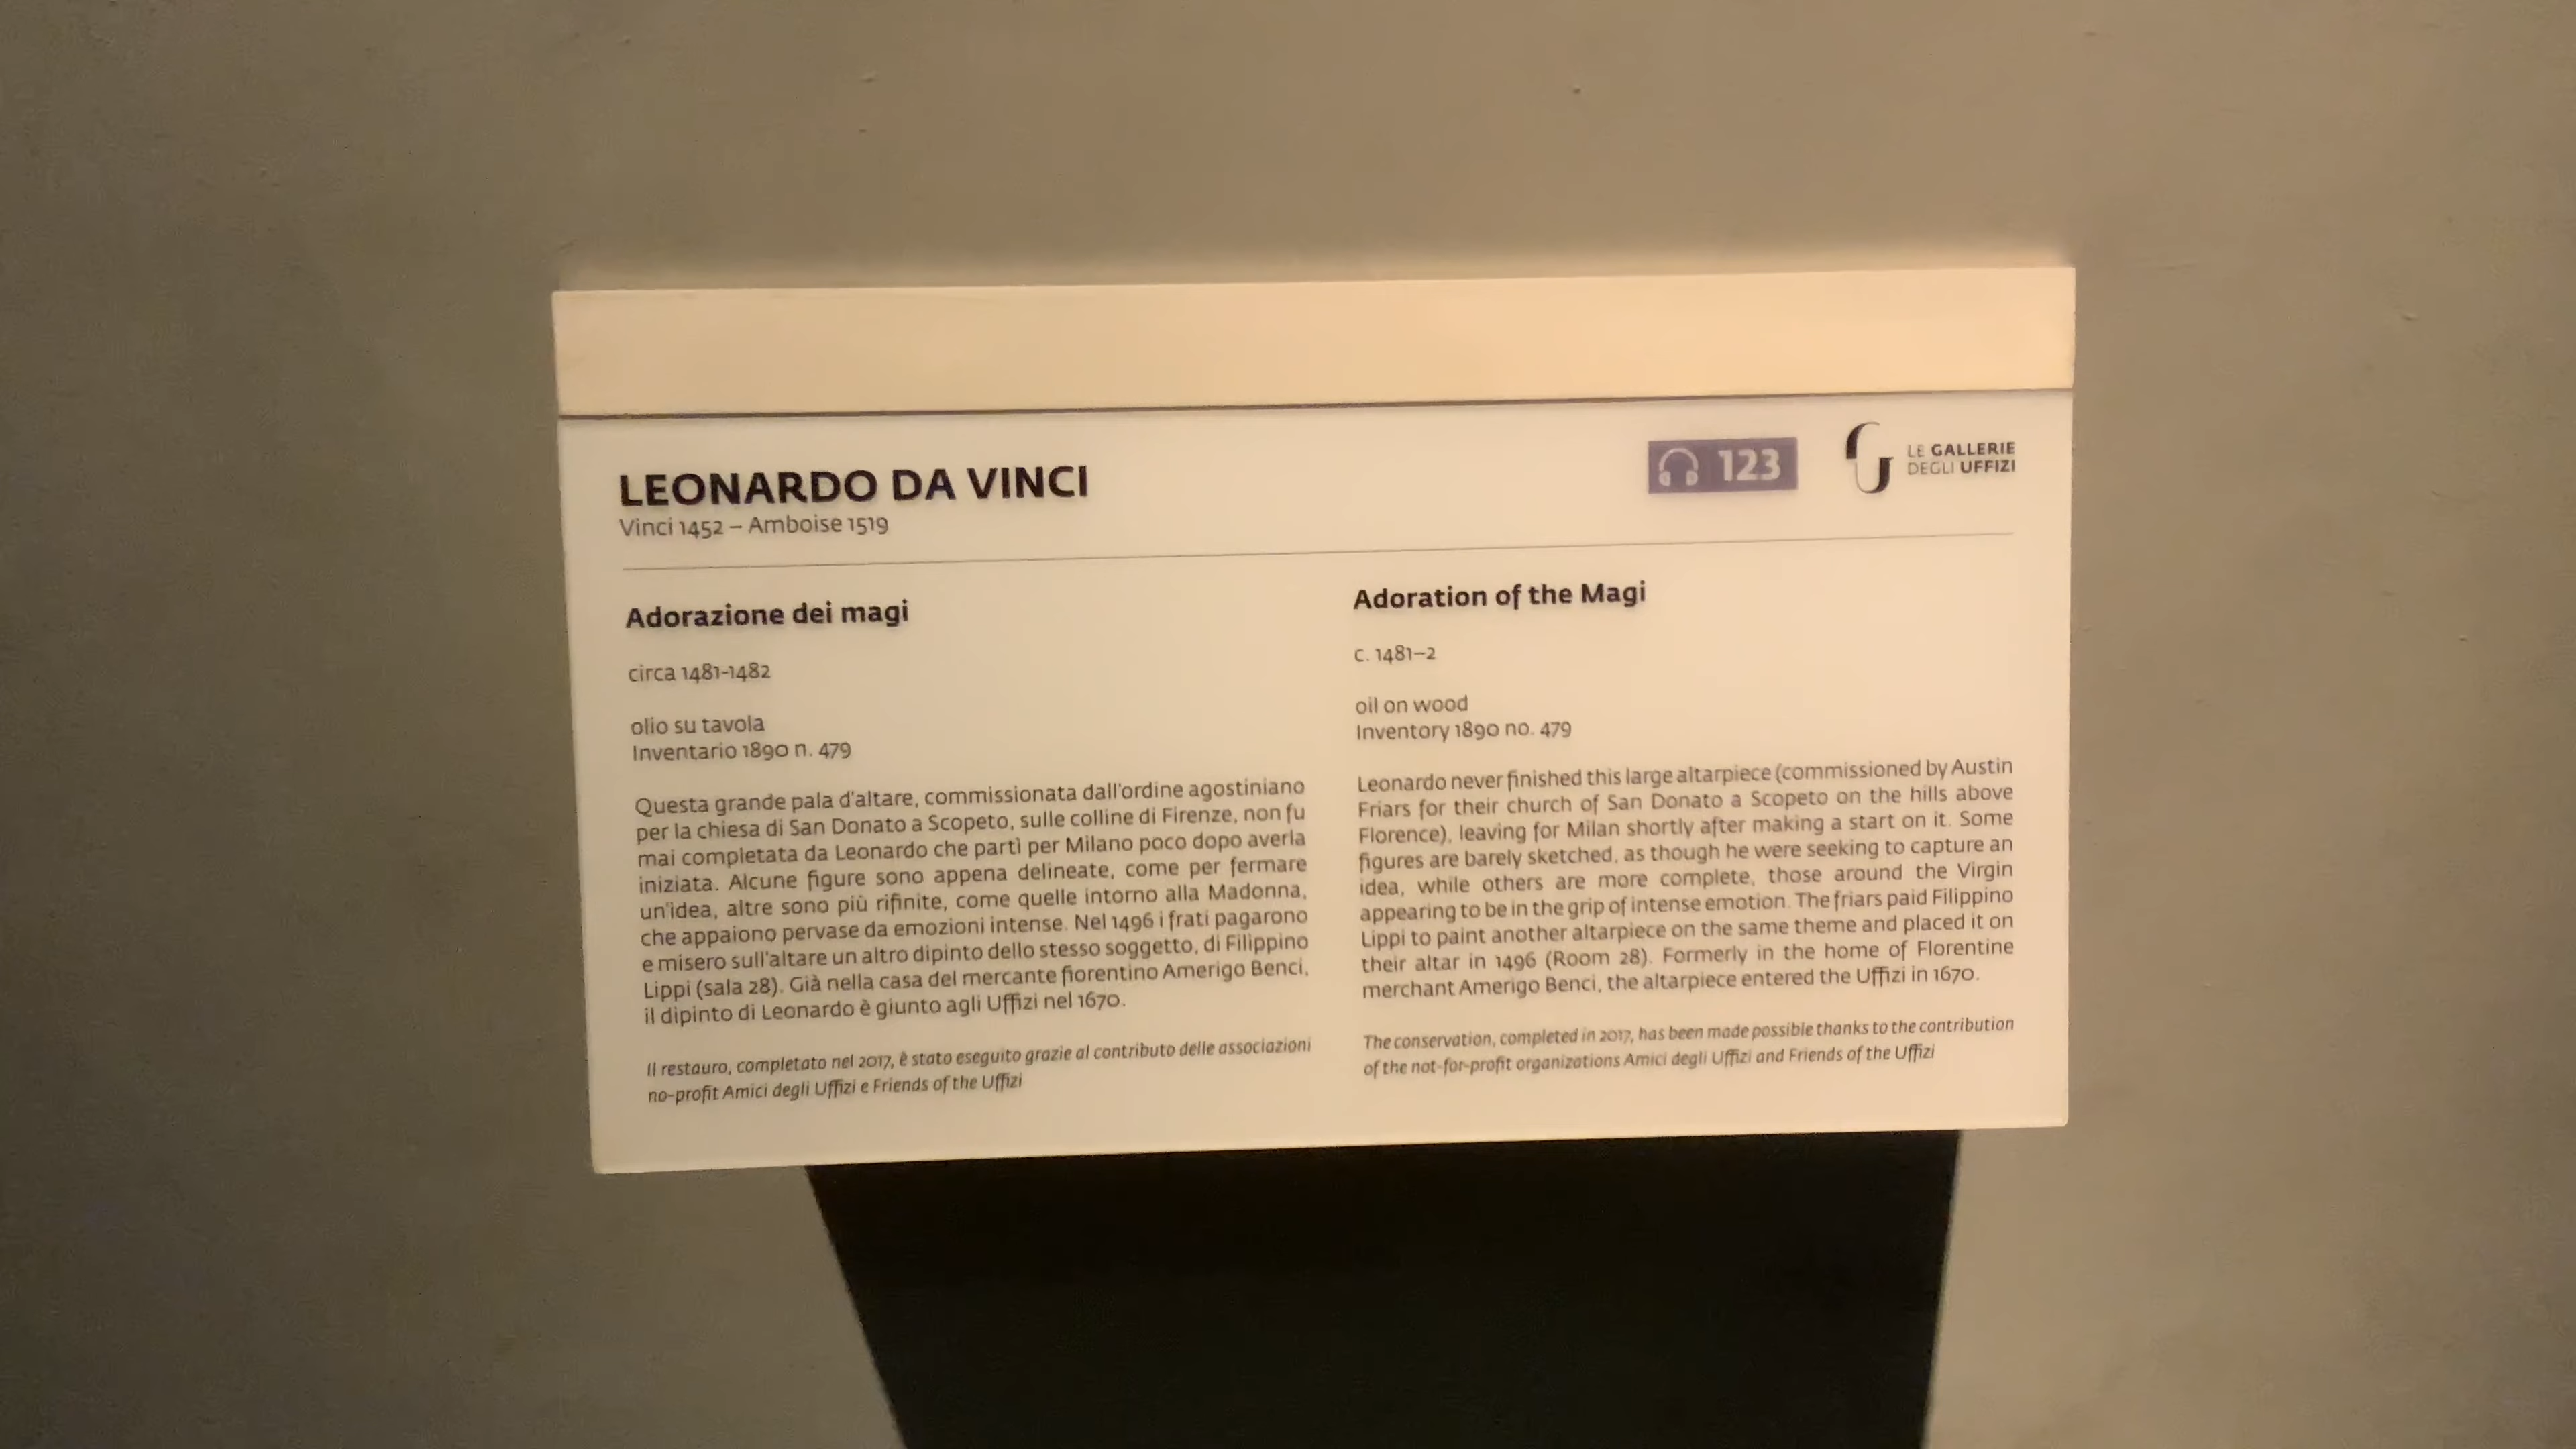 LEONARDO DA VINCI
Vinci 1452 – Amboise 1519
123
LE GALLERIE
DEGLI UFFIZI
Adorazione dei magi
circa 1481-1482
olio su tavola
Inventario 1890 n. 479
Questa grande pala d'altare, commissionata dall'ordine agostiniano
per la chiesa di San Donato a Scopeto, sulle colline di Firenze, non fu
mai completata da Leonardo che partì per Milano poco dopo averla
iniziata. Alcune figure sono appena delineate, come per fermare
un'idea, altre sono più rifinite, come quelle intorno alla Madonna,
che appaiono pervase da emozioni intense. Nel 1496 i frati pagarono
e misero sull'altare un altro dipinto dello stesso soggetto, di Filippino
Lippi (sala 28). Già nella casa del mercante fiorentino Amerigo Benci,
il dipinto di Leonardo è giunto agli Uffizi nel 1670.
Il restauro, completato nel 2017, è stato eseguito grazie al contributo delle associazioni
no-profit Amici degli Uffizi e Friends of the Uffizi
Adoration of the Magi
c. 1481–2
oil on wood
Inventory 1890 no. 479
Leonardo never finished this large altarpiece (commissioned by Austin
Friars for their church of San Donato a Scopeto on the hills above
Florence), leaving for Milan shortly after making a start on it. Some
figures are barely sketched, as though he were seeking to capture an
idea, while others are more complete, those around the Virgin
appearing to be in the grip of intense emotion. The friars paid Filippino
Lippi to paint another altarpiece on the same theme and placed it on
their altar in 1496 (Room 28). Formerly in the home of Florentine
merchant Amerigo Benci, the altarpiece entered the Uffizi in 1670.
The conservation, completed in 2017, has been made possible thanks to the contribution
of the not-for-profit organizations Amici degli Uffizi and Friends of the Uffizi